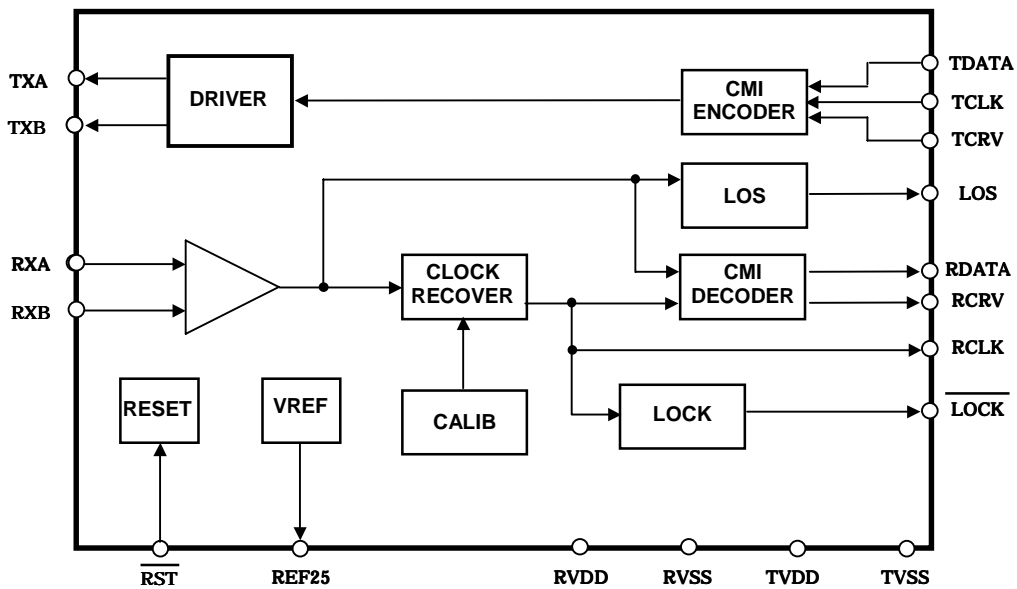 TXA
TXB
DRIVER
CMI
ENCODER
TDATA
TCLK
TCRV
LOS
LOS
RXA
RXB
CLOCK
RECOVER
CMI
DECODER
RDATA
RCRV
RCLK
RESET
VREF
CALIB
LOCK
LOCK
RST
REF25
RVDD
RVSS
TVDD
TVSS